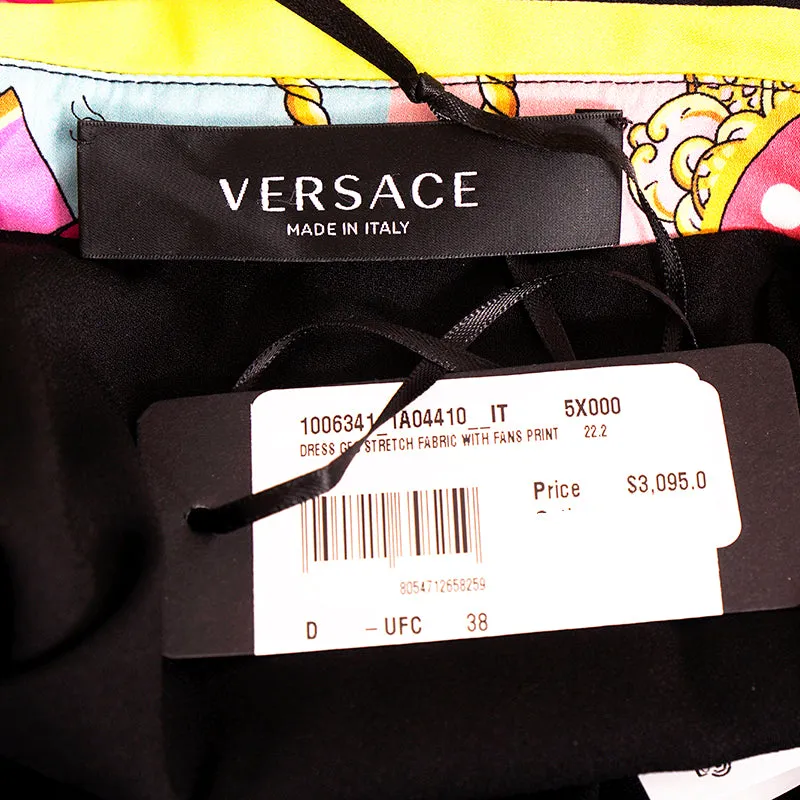 VERSACE
MADE IN ITALY
1006341_1A04410__IT 5X000
DRESS STRETCH FABRIC WITH FANS PRINT 22.2
Price $3,095.0
8054712658259
D - UFC 38